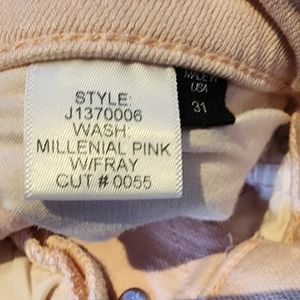 STYLE:
J1370006
WASH:
MILLENIAL PINK
W/FRAY
CUT # 0055
MADE IN
USA
31